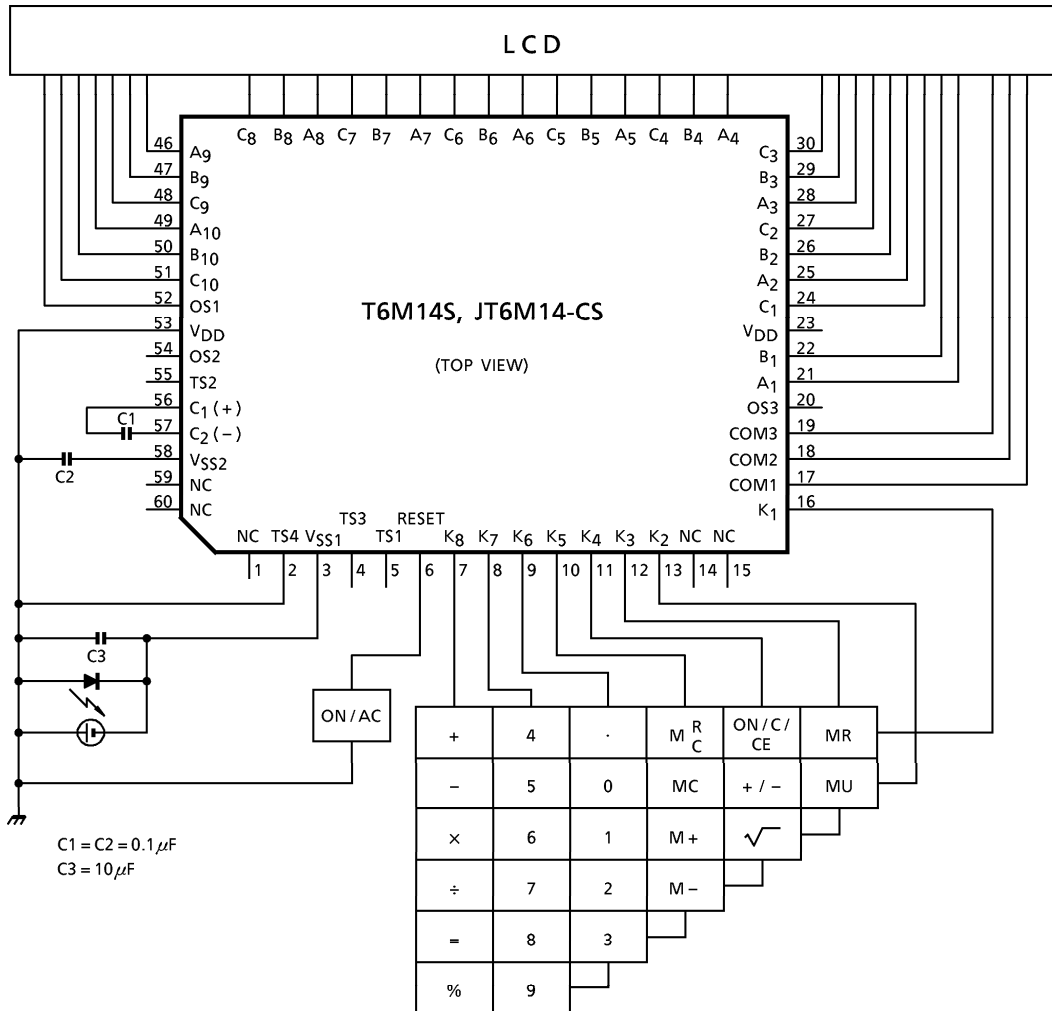 LCD
C8 B8 A8 C7 B7 A7 C6 B6 A6 C5 B5 A5 C4 B4 A4
46 A9
47 B9
48 C9
49 A10
50 B10
51 C10
52 OS1
53 VDD
54 OS2
55 TS2
56 C1 (+)
57 C2 (−)
58 VSS2
59 NC
60 NC
C1
C2
T6M14S, JT6M14-CS
(TOP VIEW)
C3 30
B3 29
A3 28
C2 27
B2 26
A2 25
C1 24
VDD 23
B1 22
A1 21
OS3 20
COM3 19
COM2 18
COM1 17
K1 16
NC TS4 VSS1 TS3 TS1 RESET K8 K7 K6 K5 K4 K3 K2 NC NC
1 2 3 4 5 6 7 8 9 10 11 12 13 14 15
C3
ON / AC
+ 4 · M R C ON / C / CE MR
− 5 0 MC + / − MU
× 6 1 M + √
÷ 7 2 M −
= 8 3
% 9
C1 = C2 = 0.1 μF
C3 = 10 μF